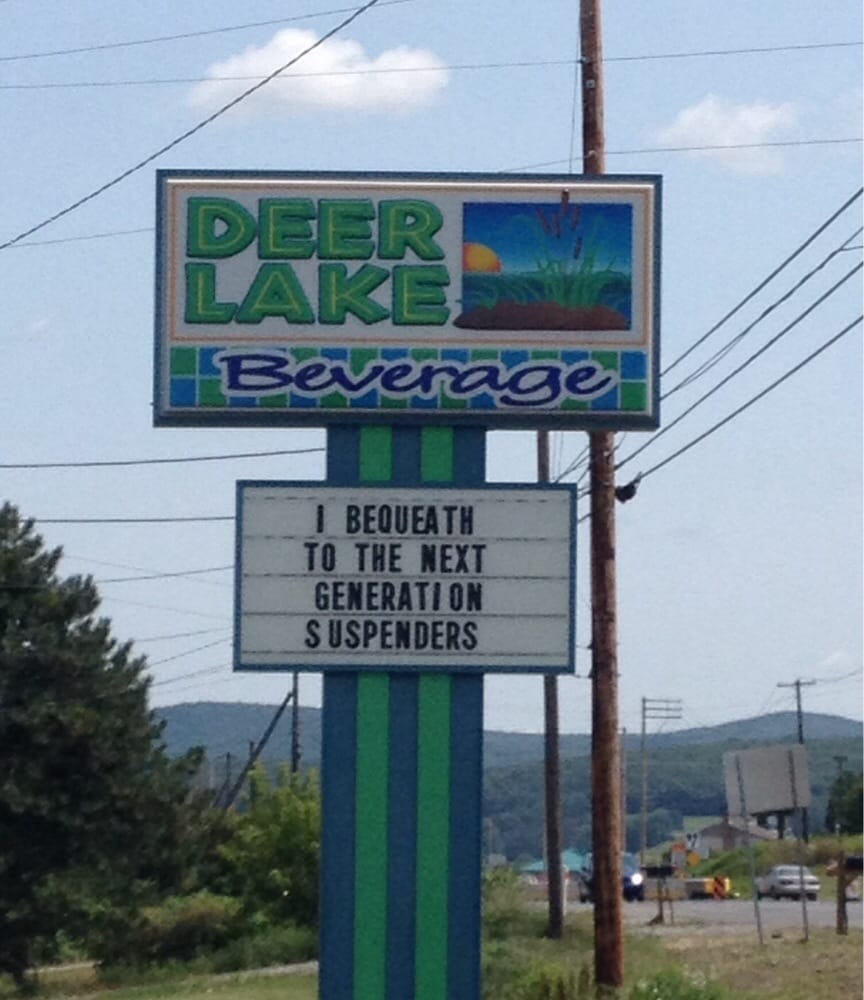 DEER
LAKE
Beverage
I BEQUEATH
TO THE NEXT
GENERATION
SUSPENDERS